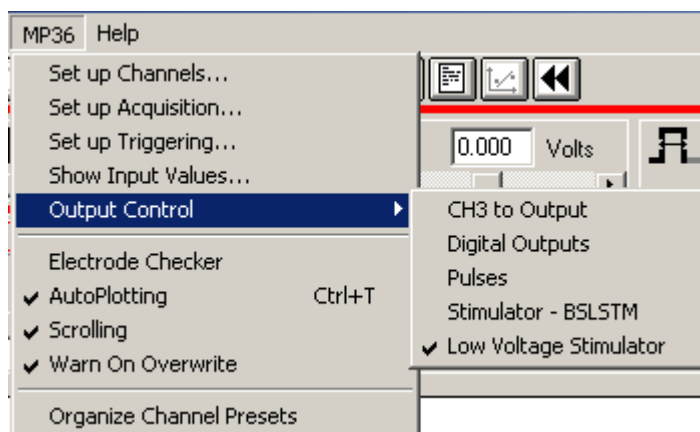 MP36 Help
Set up Channels...
Set up Acquisition...
Set up Triggering...
Show Input Values...
Output Control
Electrode Checker
AutoPlotting Ctrl+T
Scrolling
Warn On Overwrite
Organize Channel Presets
0.000 Volts
CH3 to Output
Digital Outputs
Pulses
Stimulator - BSLSTM
Low Voltage Stimulator